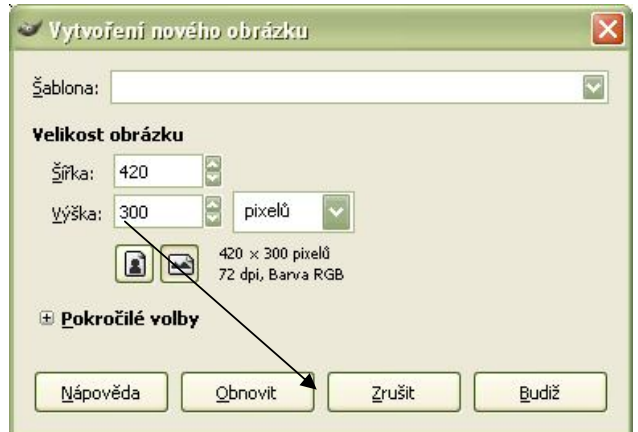 Vytvoření nového obrázku
Šablona:
Velikost obrázku
Šířka: 420
Výška: 300 pixelů
420 × 300 pixelů
72 dpi, Barva RGB
Pokročilé volby
Nápověda Obnovit Zrušit Budiž